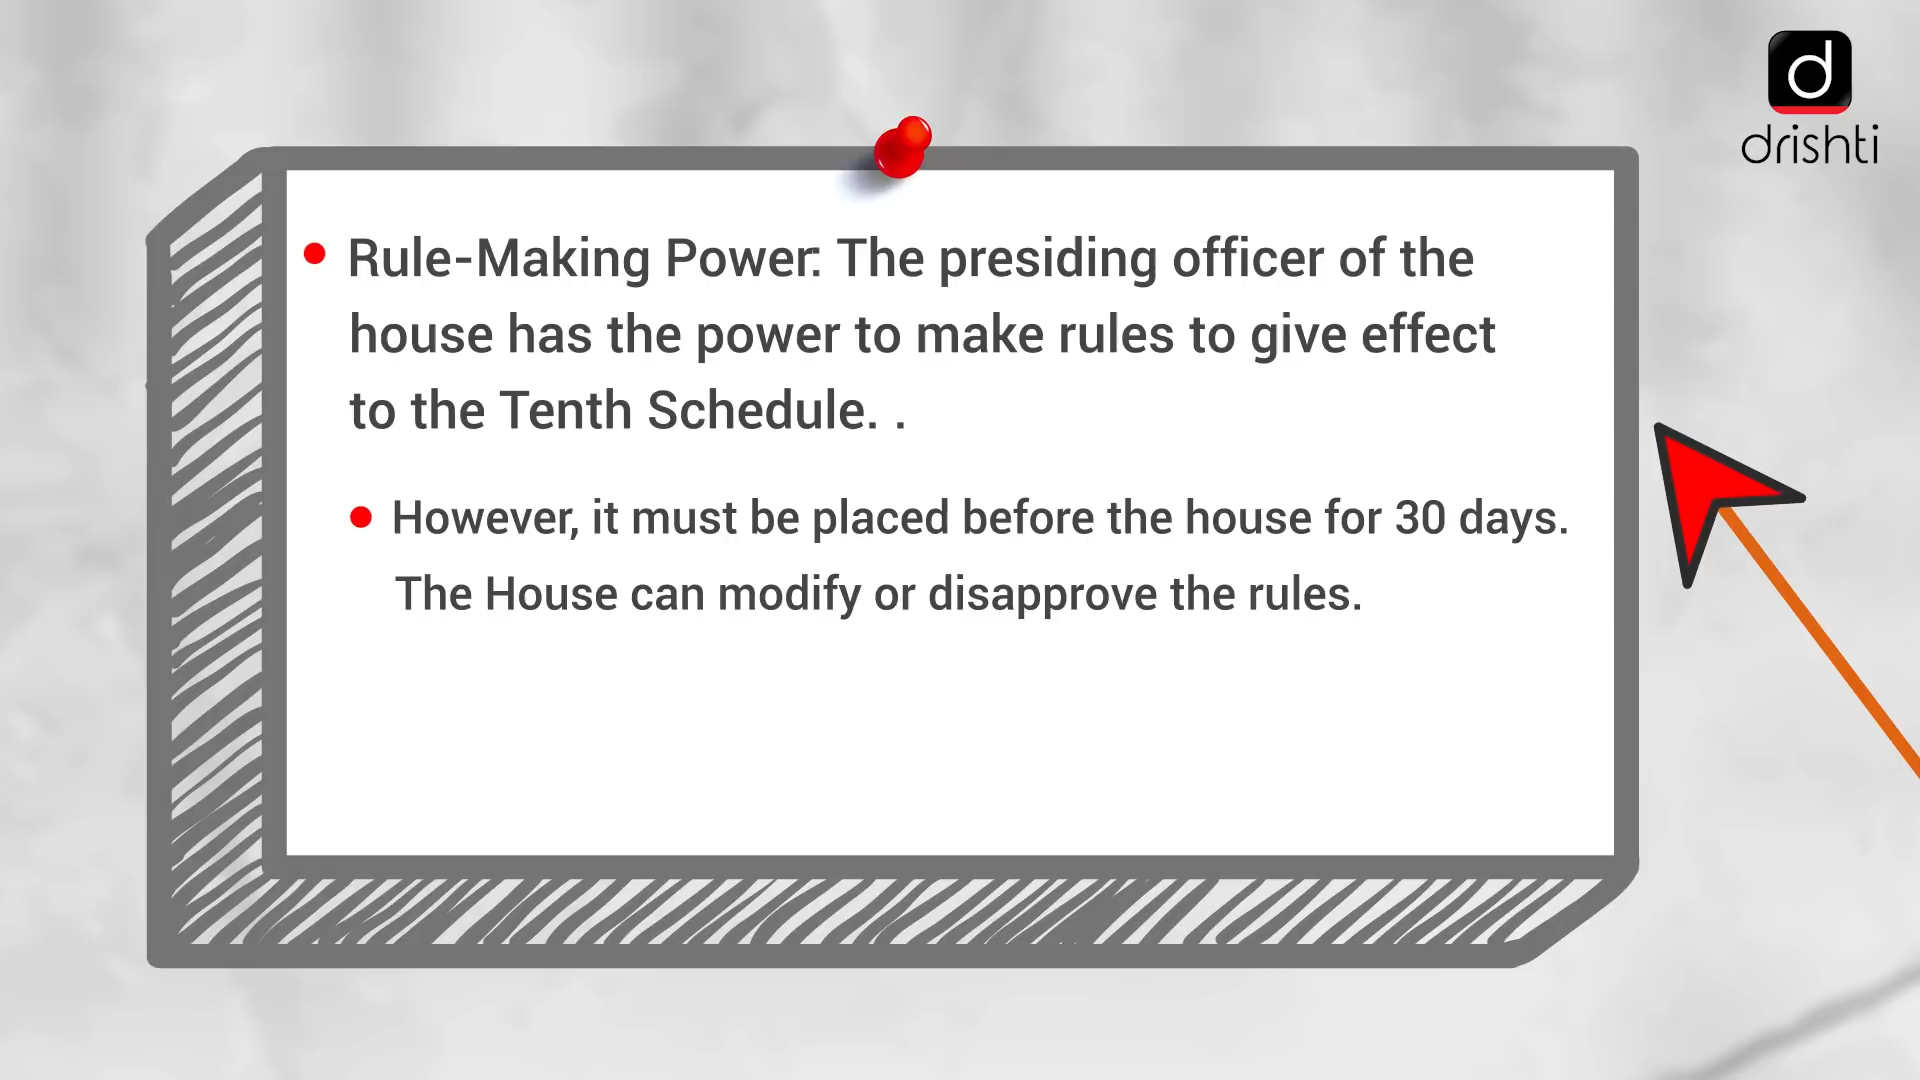 d
drishti
Rule-Making Power: The presiding officer of the
house has the power to make rules to give effect
to the Tenth Schedule. .
However, it must be placed before the house for 30 days.
The House can modify or disapprove the rules.